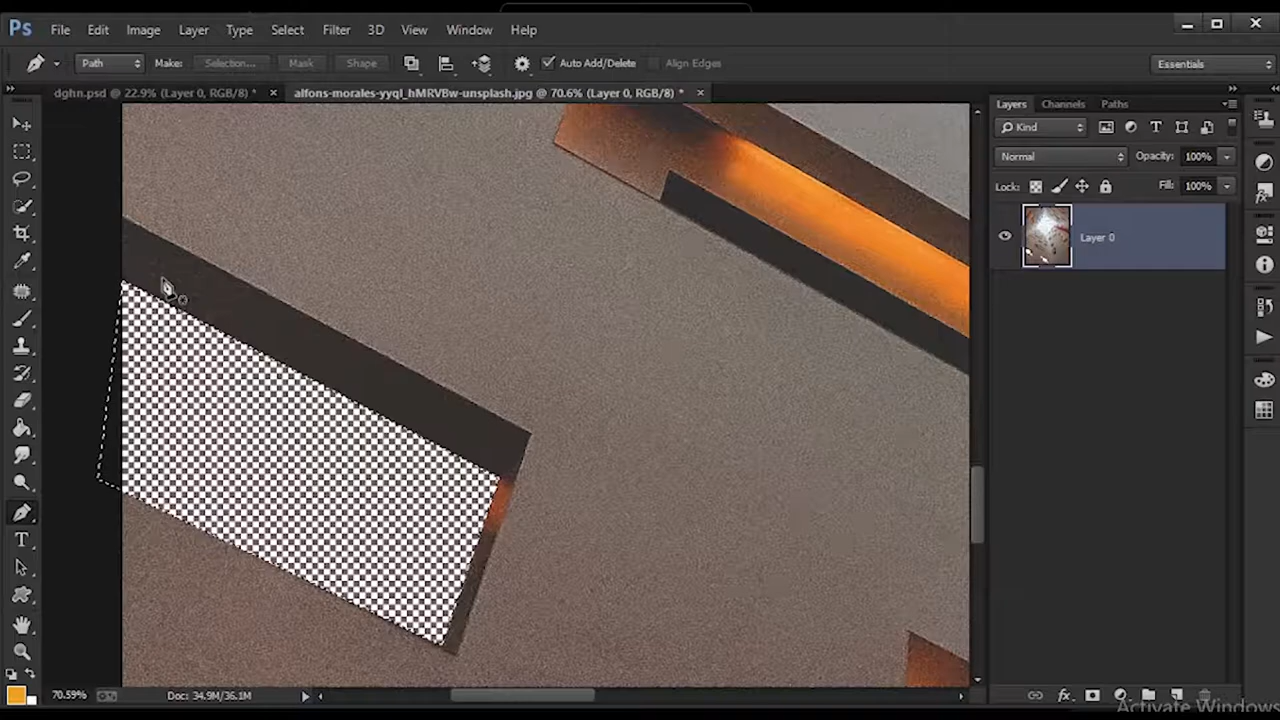 Ps File Edit Image Layer Type Select Filter 3D View Window Help
Path Make: Selection... Mask Shape Auto Add/Delete Align Edges Essentials
dghn.psd @ 22.9% (Layer 0, RGB/8) * × alfons-morales-yyql_hMRVBw-unsplash.jpg @ 70.6% (Layer 0, RGB/8) * ×
Layers Channels Paths
Kind
Normal Opacity: 100%
Lock: Fill: 100%
Layer 0
70.59% Doc: 34.9M/36.1M
Activate Windows